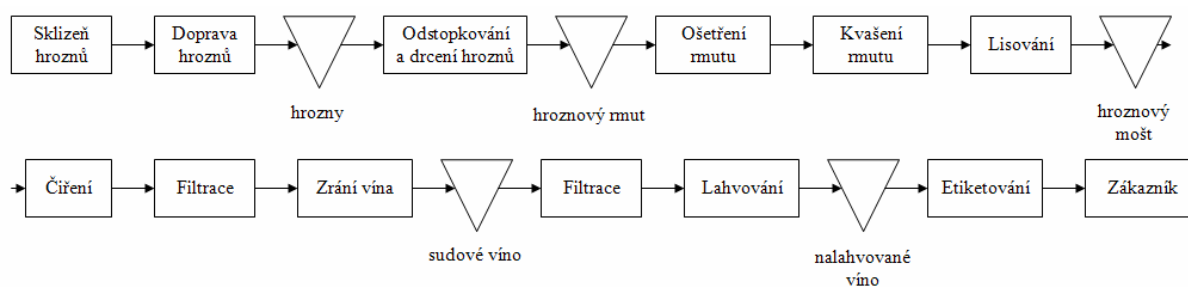 Sklizeň
hroznů
Doprava
hroznů
hrozny
Odstopkování
a drcení hroznů
hroznový rmut
Ošetření
rmutu
Kvašení
rmutu
Lisování
hroznový
mošt
Čiření
Filtrace
Zrání vína
sudové víno
Filtrace
Lahvování
nalahvované
víno
Etiketování
Zákazník